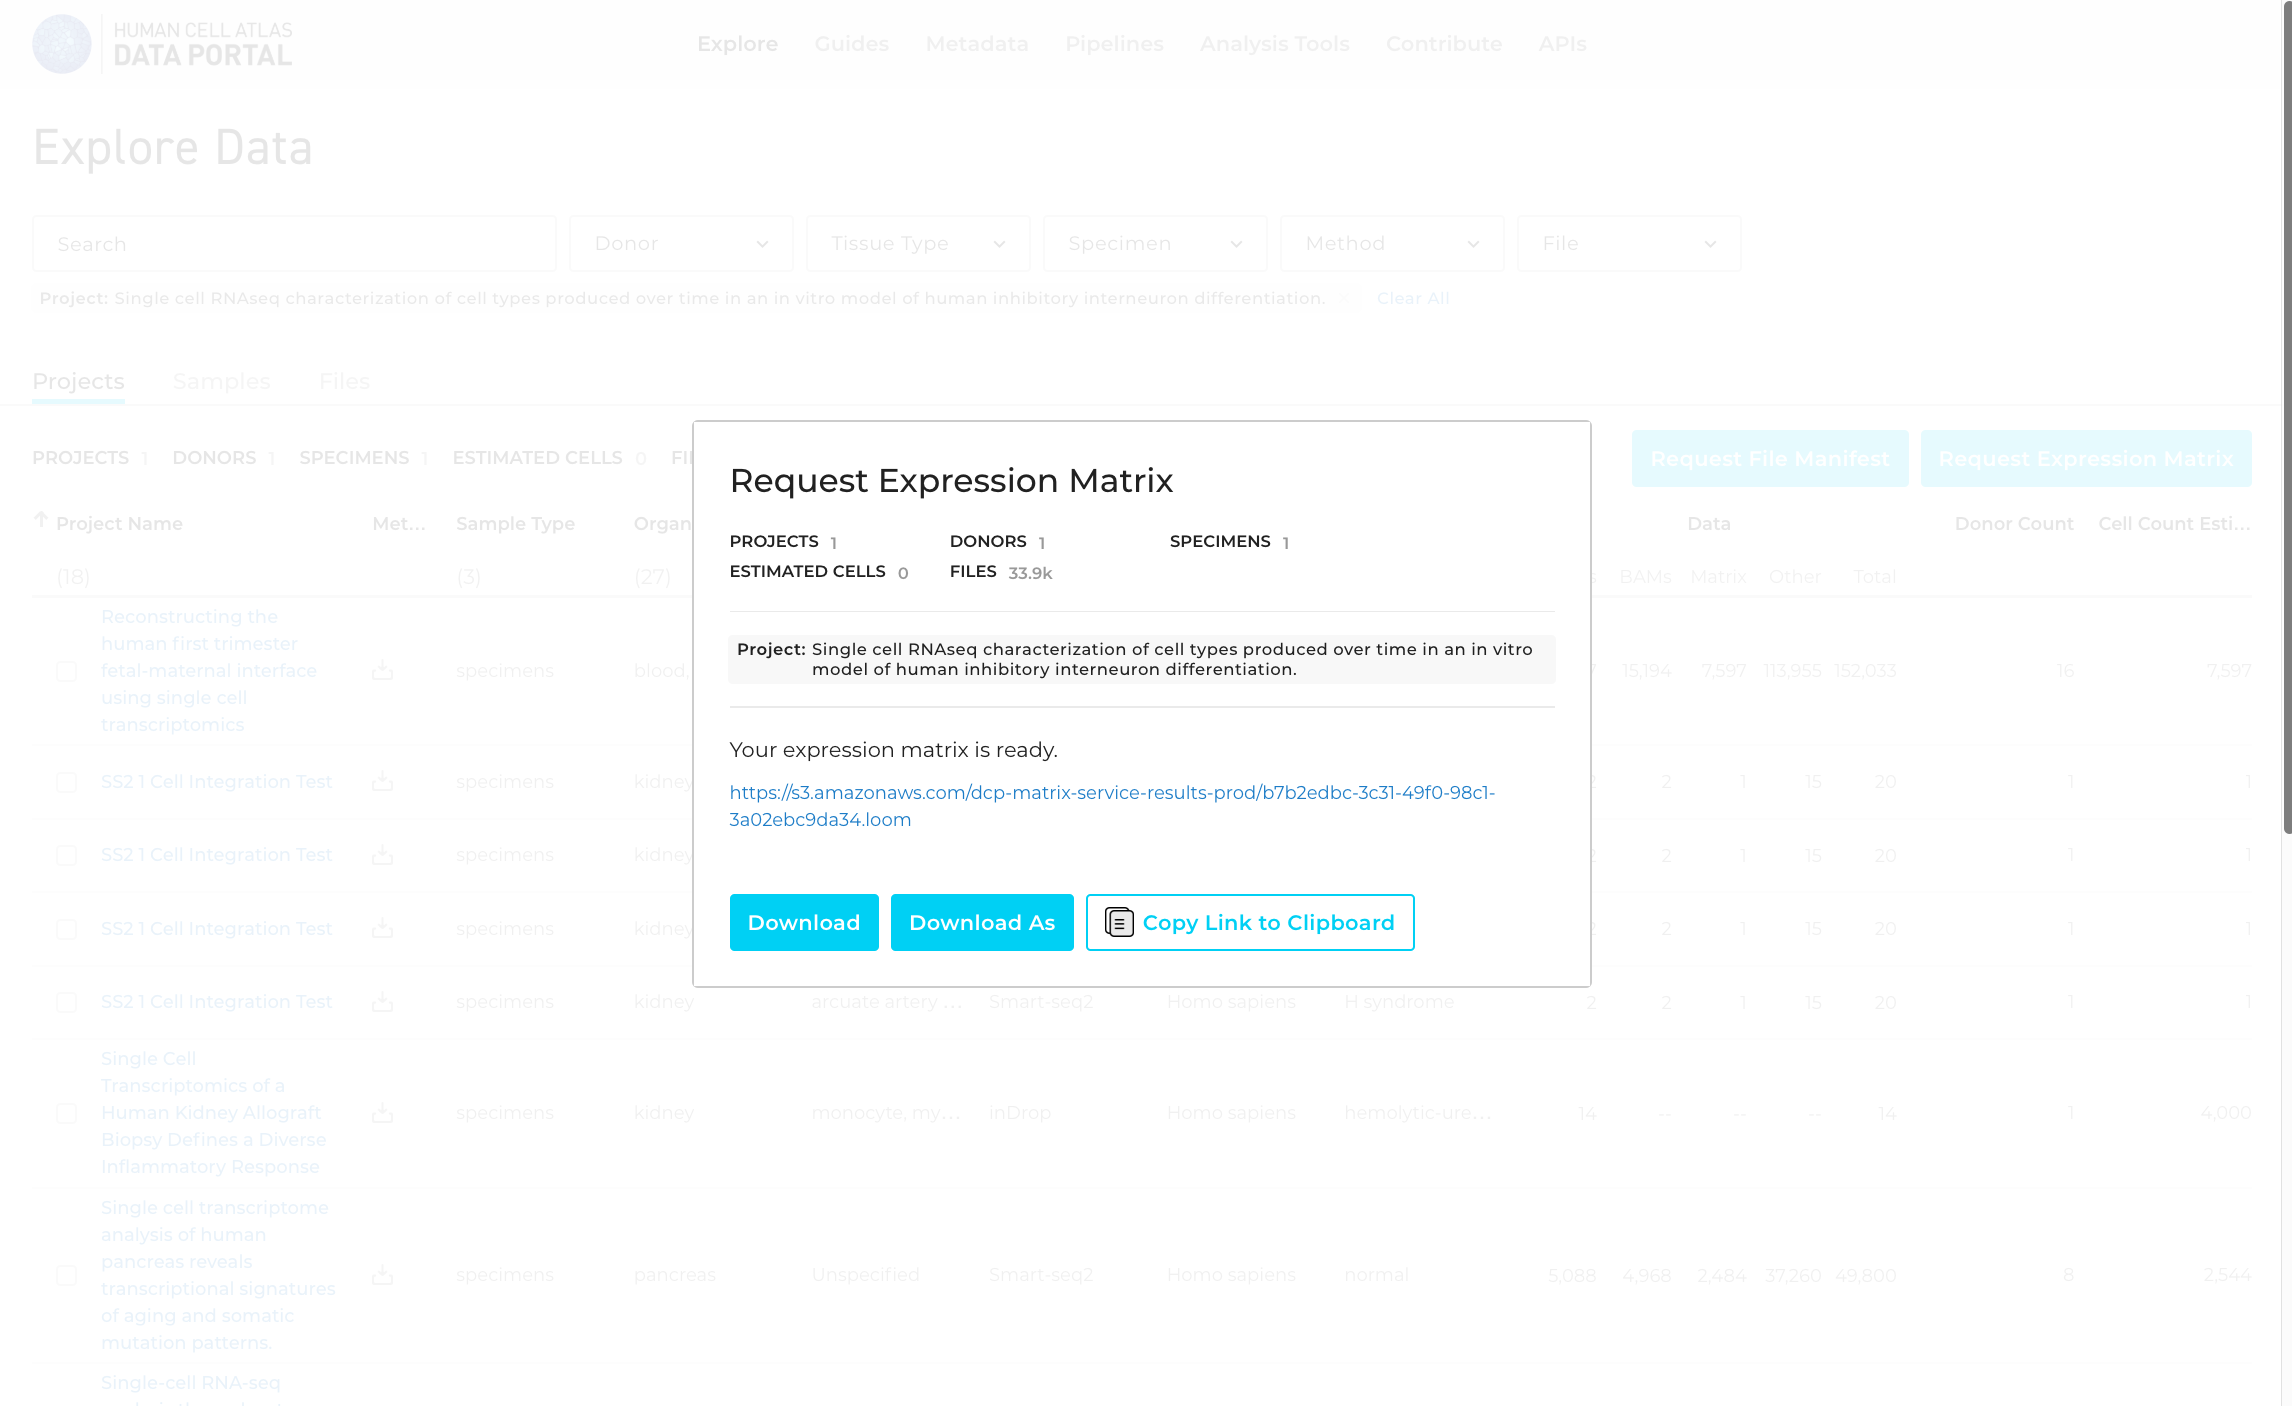 HUMAN CELL ATLAS
DATA PORTAL
Explore Guides Metadata Pipelines Analysis Tools Contribute APIs
Explore Data
Search Donor Tissue Type Specimen Method File
Project: Single cell RNAseq characterization of cell types produced over time in an in vitro model of human inhibitory interneuron differentiation. Clear All
Projects Samples Files
PROJECTS 1 DONORS 1 SPECIMENS 1 ESTIMATED CELLS 0
Request File Manifest Request Expression Matrix
Project Name Met... Sample Type Organ Data Donor Count Cell Count Esti...
(18) (3) (27) BAMs Matrix Other Total
Request Expression Matrix
PROJECTS 1 DONORS 1 SPECIMENS 1
ESTIMATED CELLS 0 FILES 33.9k
Project: Single cell RNAseq characterization of cell types produced over time in an in vitro
model of human inhibitory interneuron differentiation.
Your expression matrix is ready.
https://s3.amazonaws.com/dcp-matrix-service-results-prod/b7b2edbc-3c31-49f0-98c1-
3a02ebc9da34.loom
Download Download As Copy Link to Clipboard
Reconstructing the
human first trimester
fetal-maternal interface
using single cell
transcriptomics
specimens blood, 15,194 7,597 113,955 152,033 16 7,597
SS2 1 Cell Integration Test specimens kidney 2 1 15 20 1 1
SS2 1 Cell Integration Test specimens kidney 2 2 1 15 20 1 1
SS2 1 Cell Integration Test specimens kidney 2 2 1 15 20 1 1
SS2 1 Cell Integration Test specimens kidney arcuate artery ... Smart-seq2 Homo sapiens H syndrome 2 2 1 15 20 1 1
Single Cell
Transcriptomics of a
Human Kidney Allograft
Biopsy Defines a Diverse
Inflammatory Response
specimens kidney monocyte, my... inDrop Homo sapiens hemolytic-ure... 14 -- -- -- 14 1 4,000
Single cell transcriptome
analysis of human
pancreas reveals
transcriptional signatures
of aging and somatic
mutation patterns.
specimens pancreas Unspecified Smart-seq2 Homo sapiens normal 5,088 4,968 2,484 37,260 49,800 8 2,544
Single-cell RNA-seq